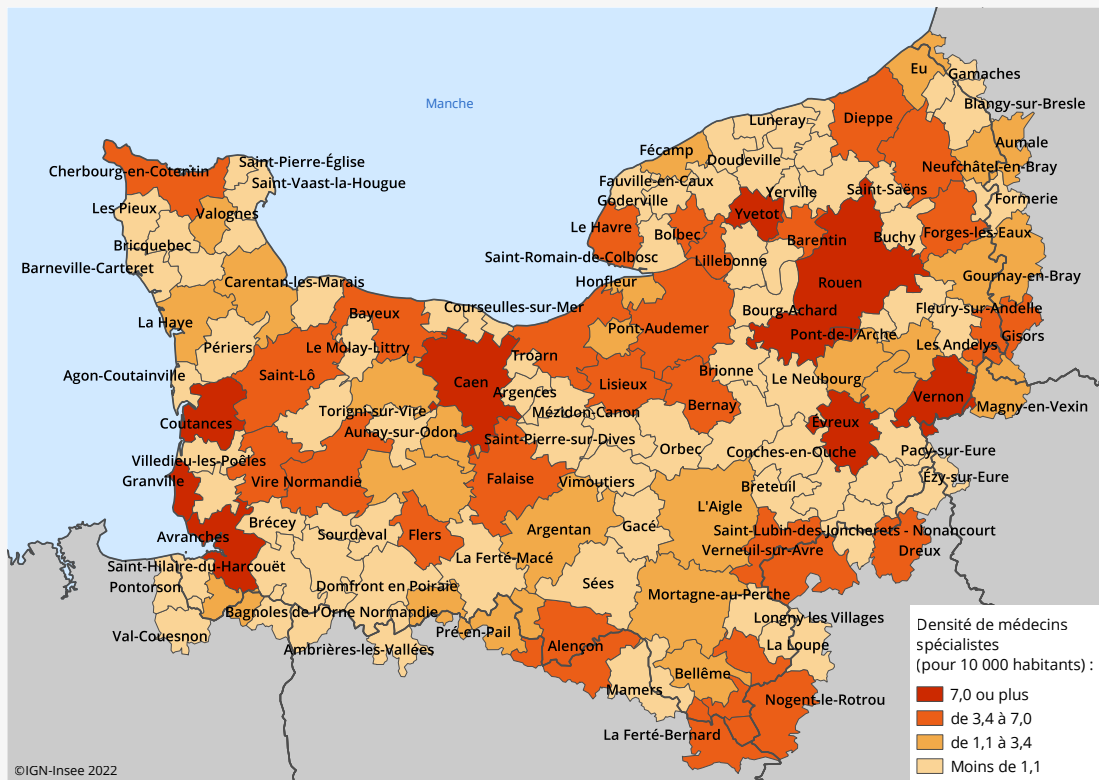 Manche
Eu
Gamaches
Blangy-sur-Bresle
Dieppe
Luneray
Aumale
Fécamp
Doudeville
Neufchâtel-en-Bray
Saint-Pierre-Église
Cherbourg-en-Cotentin
Saint-Vaast-la-Hougue
Fauville-en-Caux
Yerville
Saint-Saëns
Goderville
Formerie
Les Pieux
Valognes
Yvetot
Le Havre
Bolbec
Barentin
Buchy
Forges-les-Eaux
Bricquebec
Saint-Romain-de-Colbosc
Lillebonne
Barneville-Carteret
Carentan-les-Marais
Honfleur
Rouen
Gournay-en-Bray
Courseulles-sur-Mer
Bourg-Achard
Fleury-sur-Andelle
Bayeux
La Haye
Pont-Audemer
Pont-de-l'Arche
Gisors
Périers
Le Molay-Littry
Les Andelys
Troarn
Agon-Coutainville
Saint-Lô
Caen
Lisieux
Brionne
Le Neubourg
Argences
Vernon
Magny-en-Vexin
Torigni-sur-Vire
Mézidon-Canon
Bernay
Coutances
Évreux
Aunay-sur-Odon
Saint-Pierre-sur-Dives
Orbec
Conches-en-Ouche
Pacy-sur-Eure
Villedieu-les-Poêles
Granville
Vire Normandie
Falaise
Vimoutiers
Breteuil
Ézy-sur-Eure
L'Aigle
Brécey
Sourdeval
Flers
Argentan
Gacé
Saint-Lubin-des-Joncherets - Nonancourt
Avranches
Verneuil-sur-Avre
Dreux
La Ferté-Macé
Saint-Hilaire-du-Harcouët
Sées
Pontorson
Domfront en Poiraie
Mortagne-au-Perche
Bagnoles de l'Orne Normandie
Longny les Villages
Val-Couesnon
Pré-en-Pail
Alençon
La Loupe
Ambrières-les-Vallées
Bellême
Mamers
Nogent-le-Rotrou
La Ferté-Bernard
Densité de médecins
spécialistes
(pour 10 000 habitants) :
7,0 ou plus
de 3,4 à 7,0
de 1,1 à 3,4
Moins de 1,1
©IGN-Insee 2022